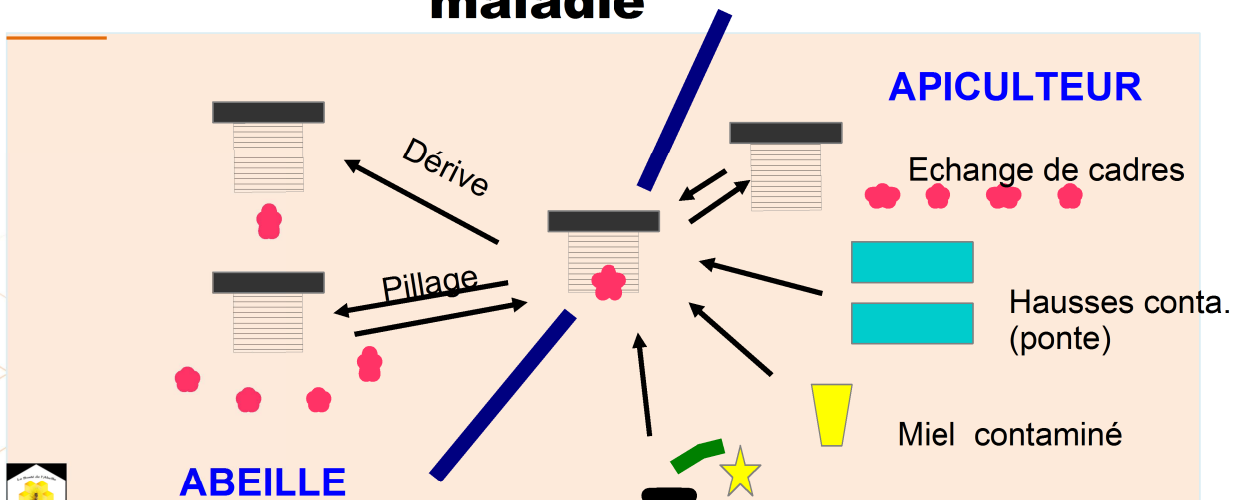 maladie
APICULTEUR
Dérive
Echange de cadres
Pillage
Hausses conta.
(ponte)
Miel contaminé
ABEILLE